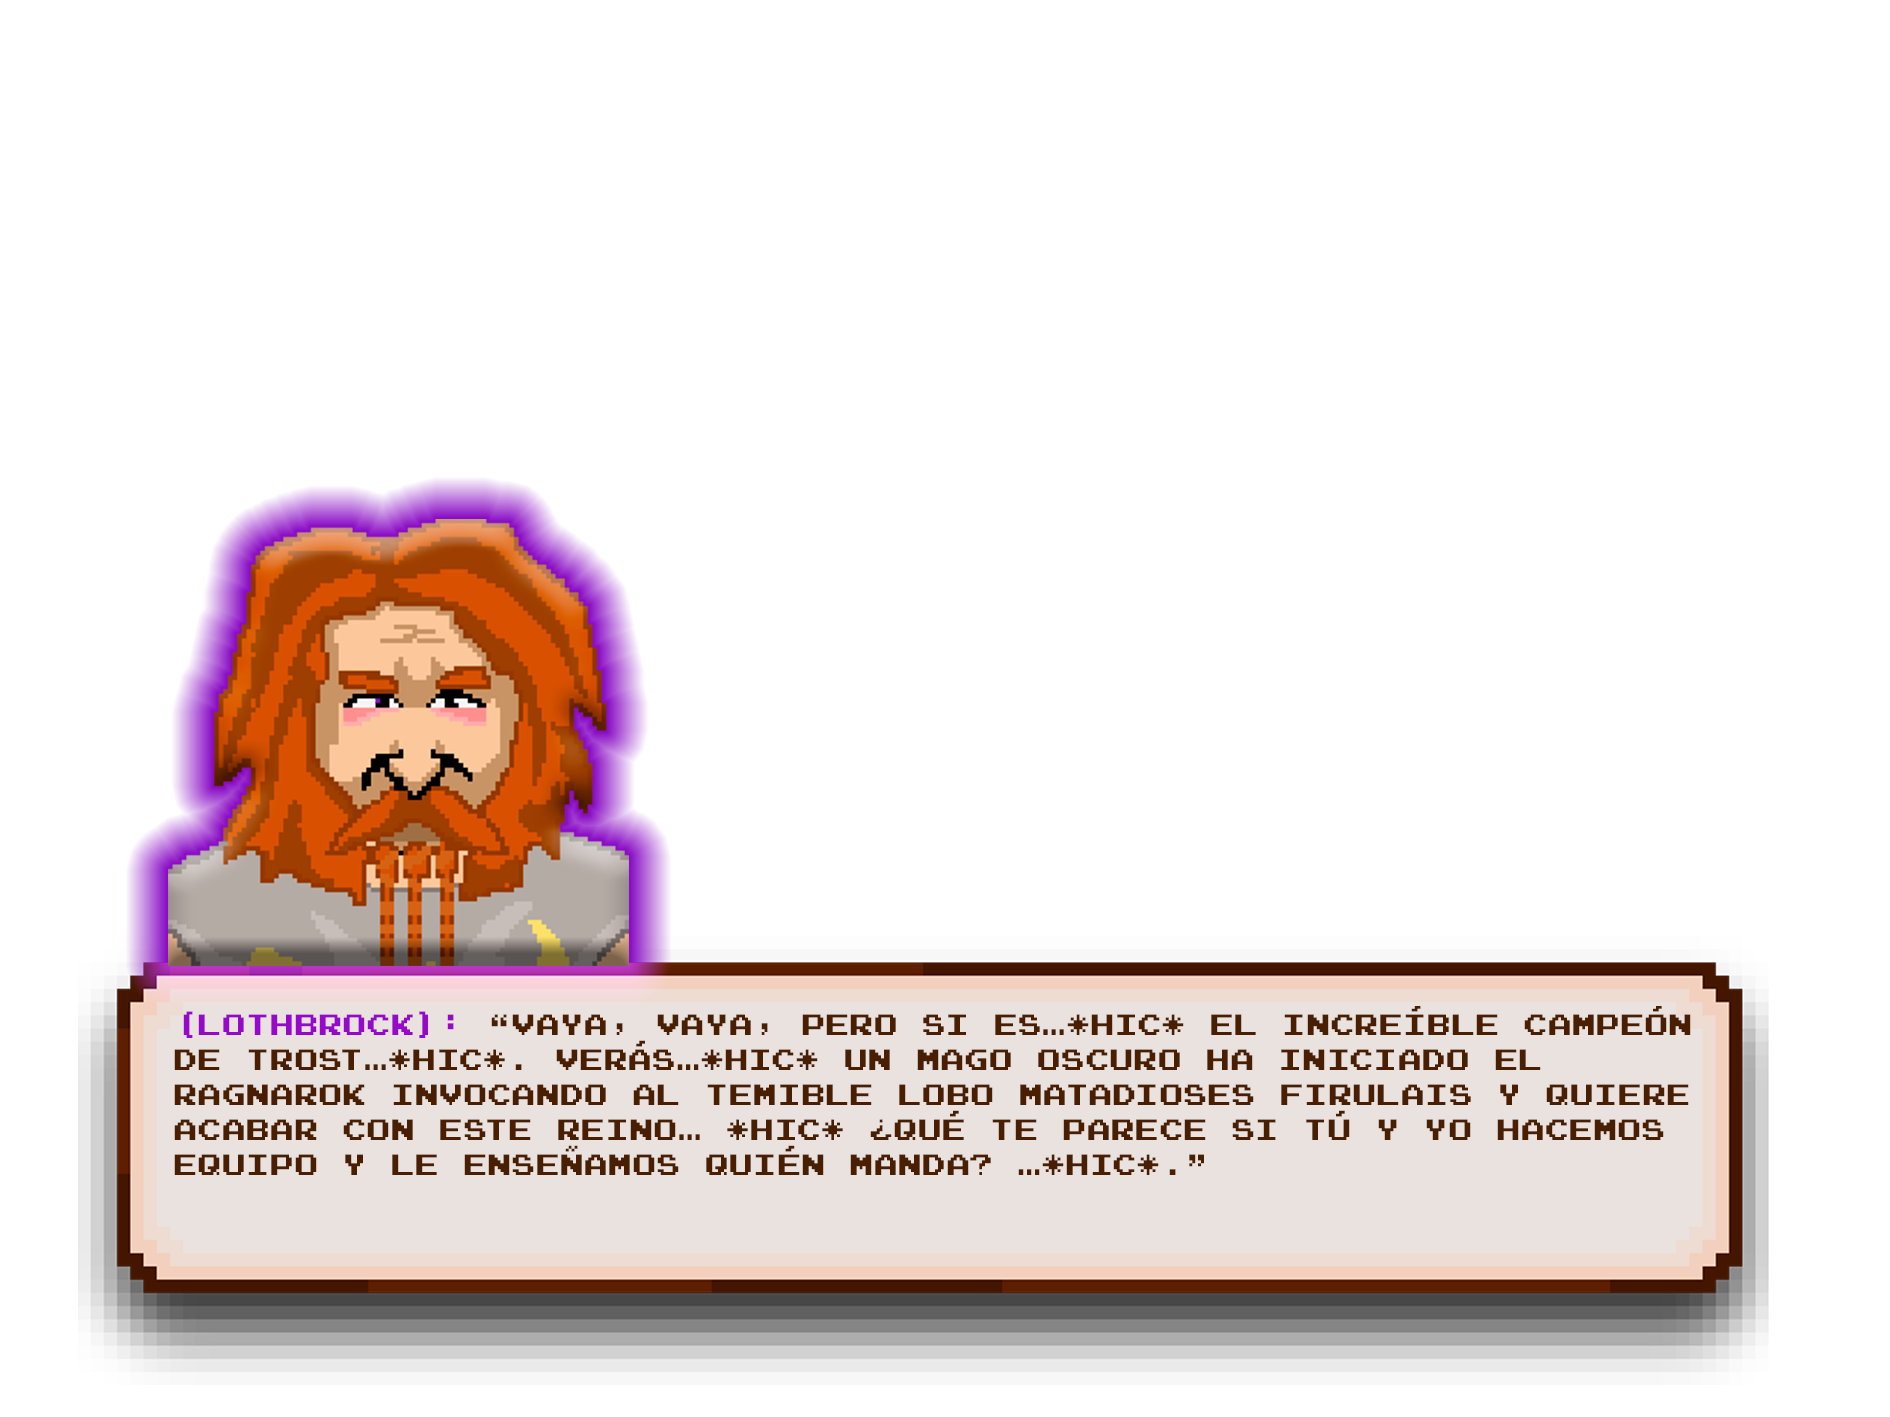 (LOTHBROCK): “VAYA, VAYA, PERO SI ES...*HIC* EL INCREÍBLE CAMPEÓN
DE TROST...*HIC*. VERÁS...*HIC* UN MAGO OSCURO HA INICIADO EL
RAGNAROK INVOCANDO AL TEMIBLE LOBO MATADIOSES FIRULAIS Y QUIERE
ACABAR CON ESTE REINO... *HIC* ¿QUÉ TE PARECE SI TÚ Y YO HACEMOS
EQUIPO Y LE ENSEÑAMOS QUIÉN MANDA? ...*HIC*.”